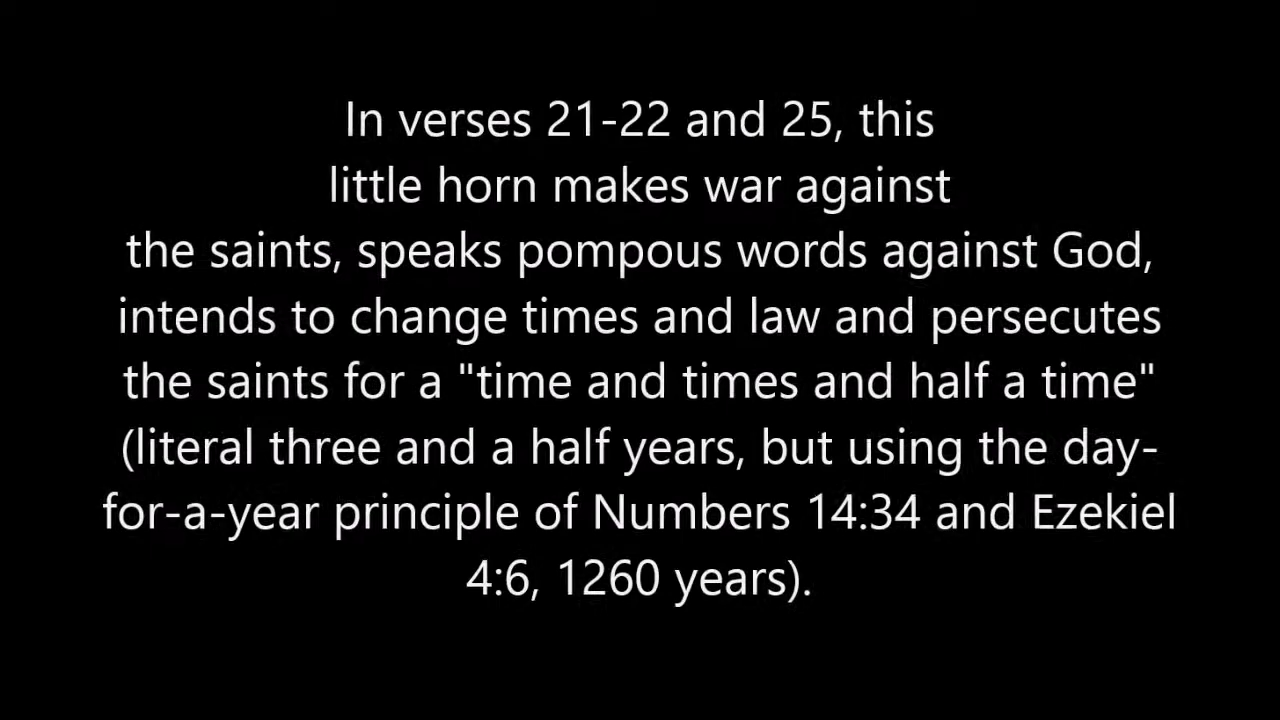 In verses 21-22 and 25, this
little horn makes war against
the saints, speaks pompous words against God,
intends to change times and law and persecutes
the saints for a "time and times and half a time"
(literal three and a half years, but using the day-
for-a-year principle of Numbers 14:34 and Ezekiel
4:6, 1260 years).